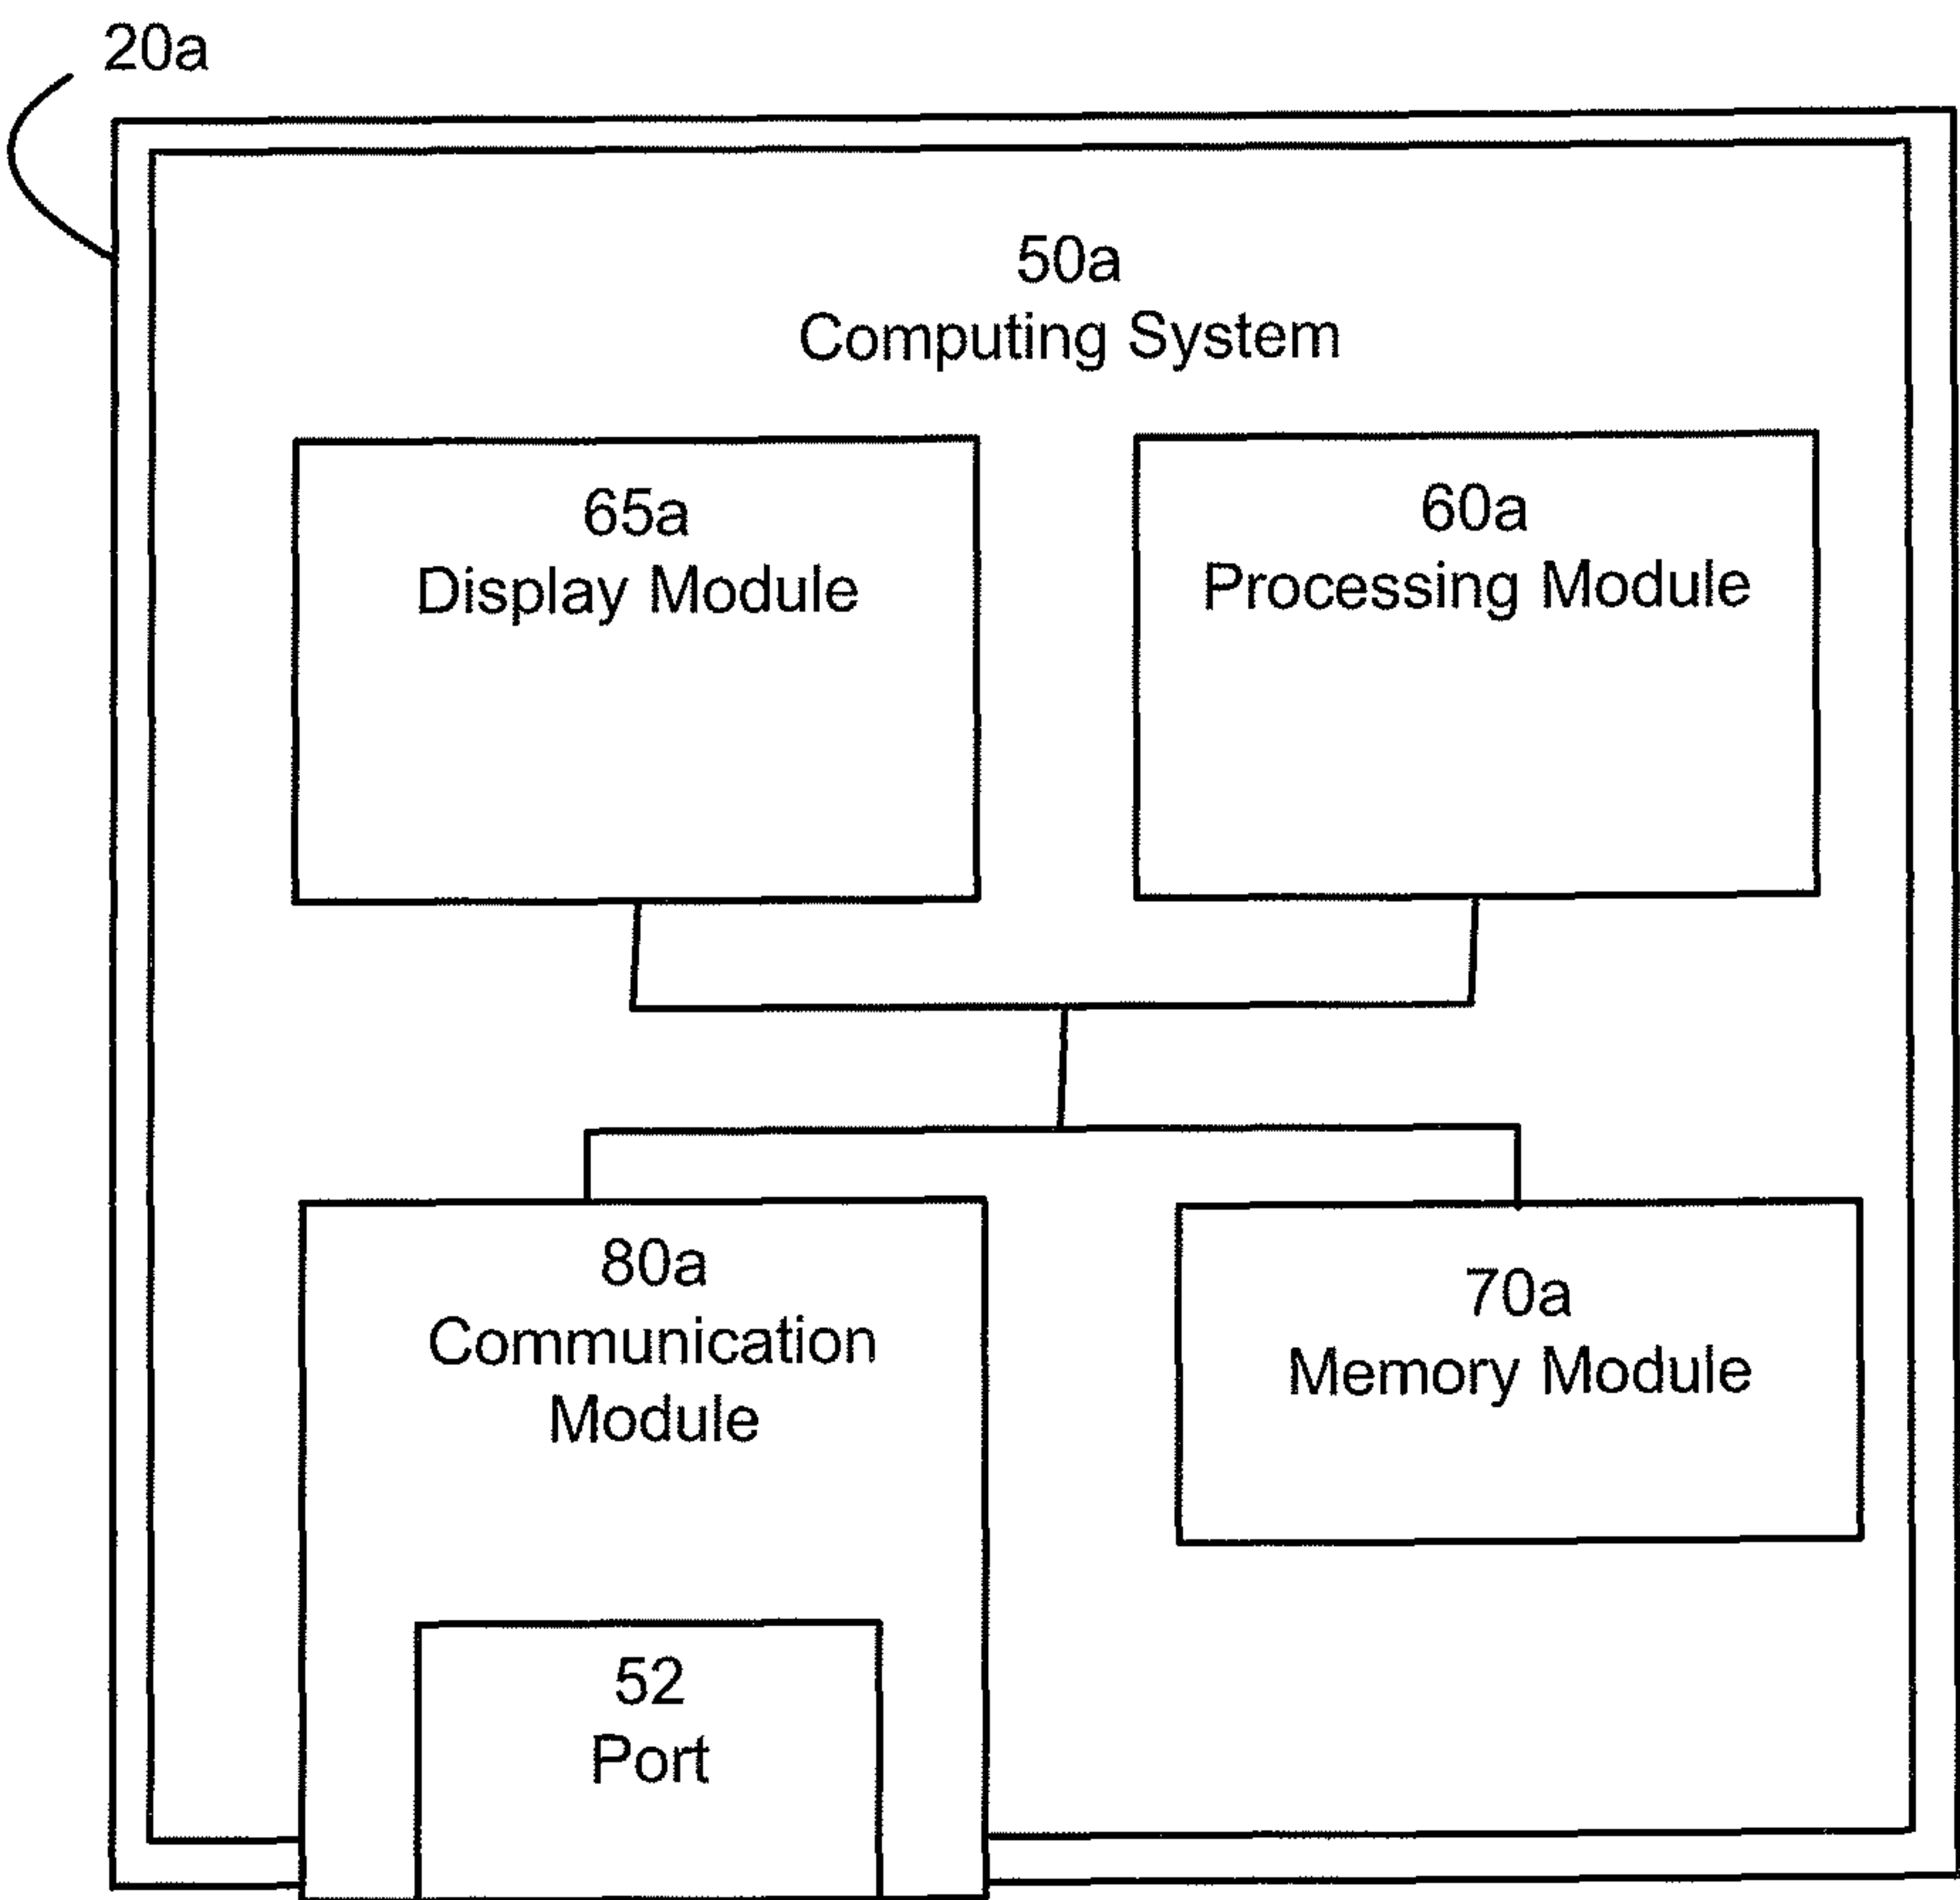 20a
50a
Computing System
65a
Display Module
60a
Processing Module
80a
Communication
Module
70a
Memory Module
52
Port